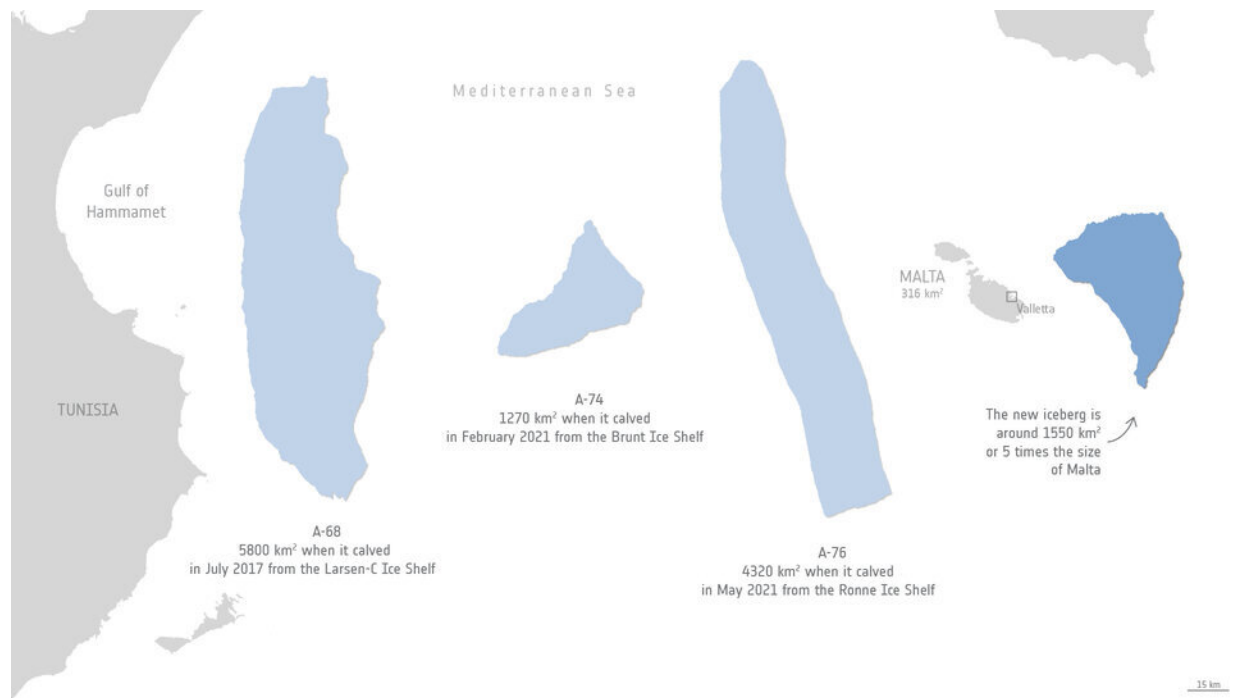 Mediterranean Sea
Gulf of
Hammamet
MALTA
316 km²
Valletta
TUNISIA
A-74
1270 km² when it calved
in February 2021 from the Brunt Ice Shelf
The new iceberg is
around 1550 km²
or 5 times the size
of Malta
A-68
5800 km² when it calved
in July 2017 from the Larsen-C Ice Shelf
A-76
4320 km² when it calved
in May 2021 from the Ronne Ice Shelf
15 km